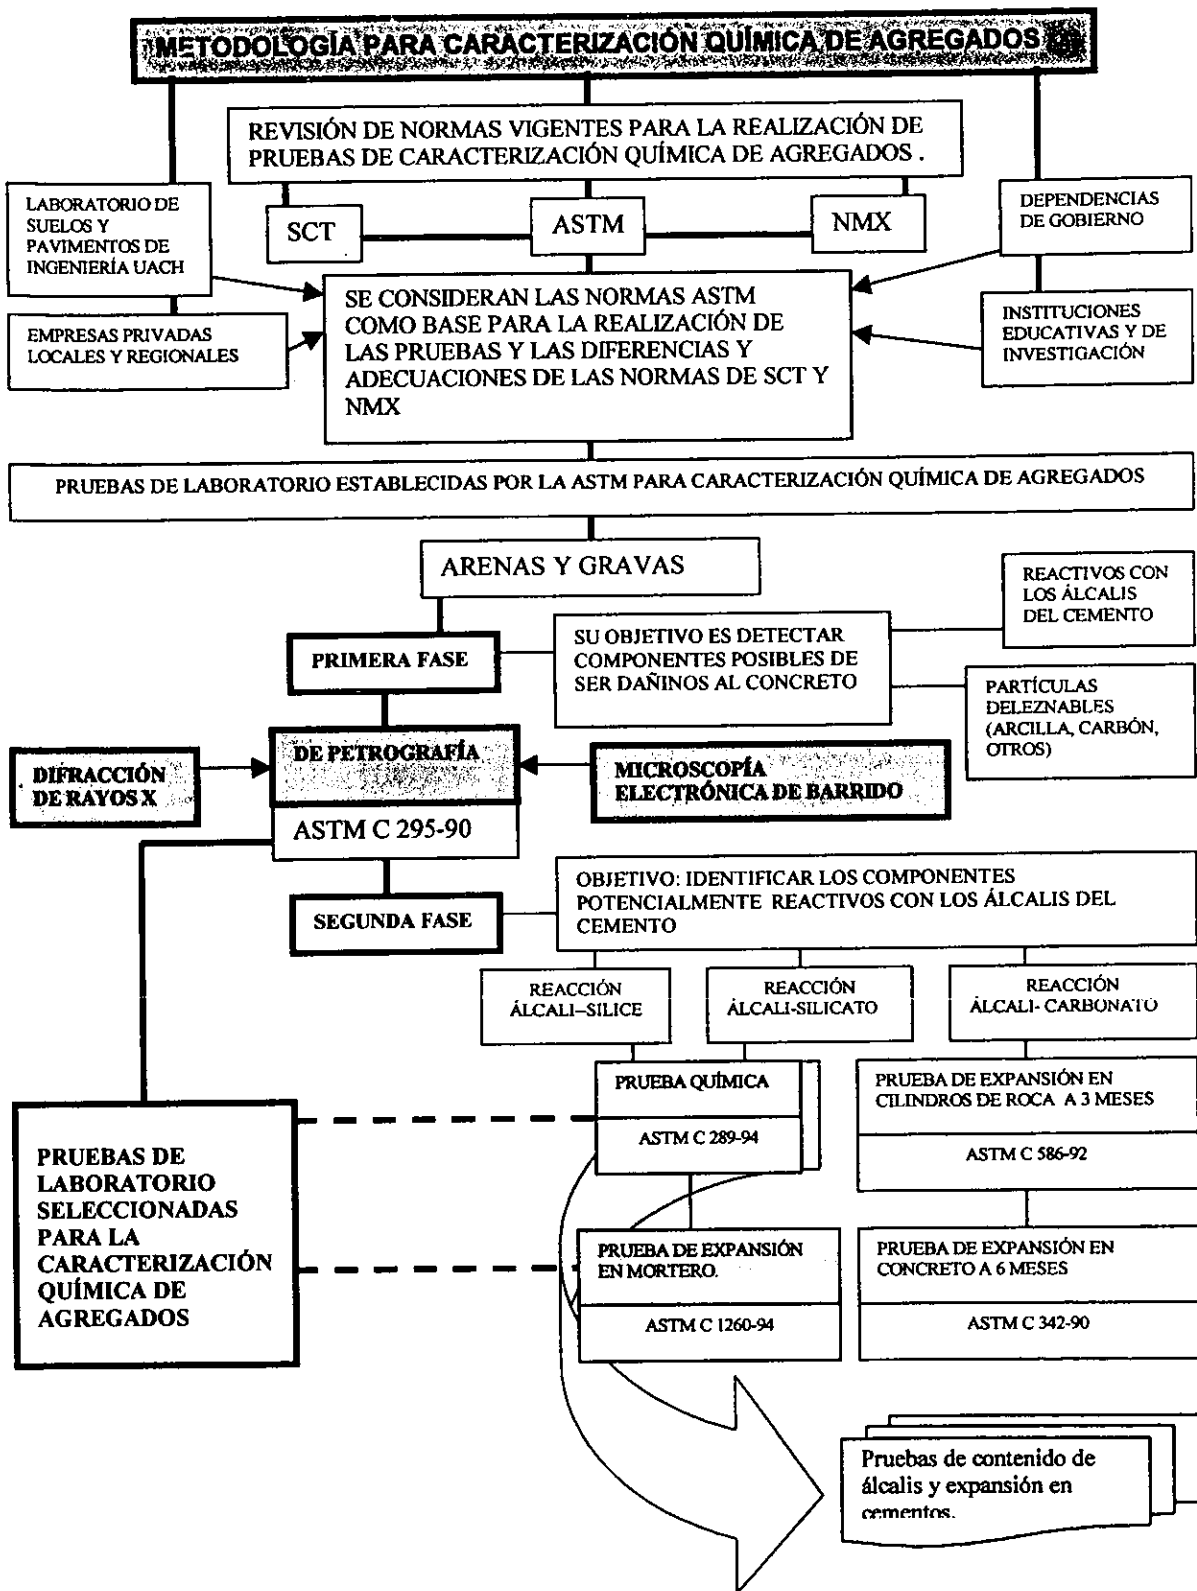 METODOLOGÍA PARA CARACTERIZACIÓN QUÍMICA DE AGREGADOS
REVISIÓN DE NORMAS VIGENTES PARA LA REALIZACIÓN DE
PRUEBAS DE CARACTERIZACIÓN QUÍMICA DE AGREGADOS .
LABORATORIO DE
SUELOS Y
PAVIMENTOS DE
INGENIERÍA UACH
SCT
ASTM
NMX
DEPENDENCIAS
DE GOBIERNO
EMPRESAS PRIVADAS
LOCALES Y REGIONALES
SE CONSIDERAN LAS NORMAS ASTM
COMO BASE PARA LA REALIZACIÓN DE
LAS PRUEBAS Y LAS DIFERENCIAS Y
ADECUACIONES DE LAS NORMAS DE SCT Y
NMX
INSTITUCIONES
EDUCATIVAS Y DE
INVESTIGACIÓN
PRUEBAS DE LABORATORIO ESTABLECIDAS POR LA ASTM PARA CARACTERIZACIÓN QUÍMICA DE AGREGADOS
ARENAS Y GRAVAS
REACTIVOS CON
LOS ÁLCALIS
DEL CEMENTO
PRIMERA FASE
SU OBJETIVO ES DETECTAR
COMPONENTES POSIBLES DE
SER DAÑINOS AL CONCRETO
PARTÍCULAS
DELEZNABLES
(ARCILLA, CARBÓN,
OTROS)
DIFRACCIÓN
DE RAYOS X
DE PETROGRAFÍA
ASTM C 295-90
MICROSCOPÍA
ELECTRÓNICA DE BARRIDO
SEGUNDA FASE
OBJETIVO: IDENTIFICAR LOS COMPONENTES
POTENCIALMENTE REACTIVOS CON LOS ÁLCALIS DEL
CEMENTO
REACCIÓN
ÁLCALI–SILICE
REACCIÓN
ÁLCALI-SILICATO
REACCIÓN
ÁLCALI- CARBONATO
PRUEBA QUÍMICA
ASTM C 289-94
PRUEBA DE EXPANSIÓN EN
CILINDROS DE ROCA A 3 MESES
ASTM C 586-92
PRUEBAS DE
LABORATORIO
SELECCIONADAS
PARA LA
CARACTERIZACIÓN
QUÍMICA DE
AGREGADOS
PRUEBA DE EXPANSIÓN
EN MORTERO.
ASTM C 1260-94
PRUEBA DE EXPANSIÓN EN
CONCRETO A 6 MESES
ASTM C 342-90
Pruebas de contenido de
álcalis y expansión en
cementos.